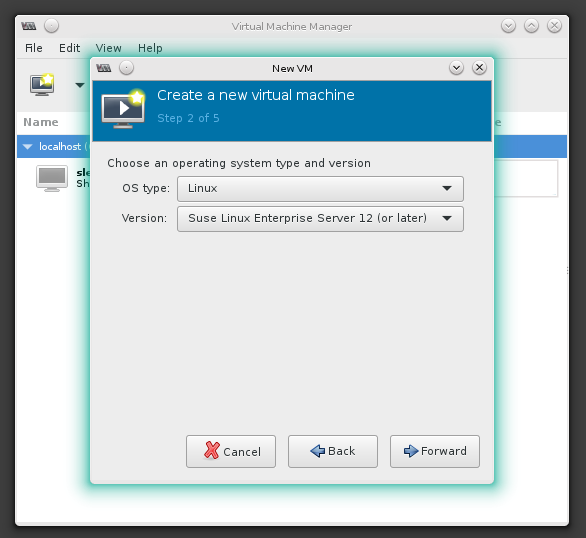 Virtual Machine Manager
File Edit View Help
New VM
Create a new virtual machine
Step 2 of 5
Name
localhost
Choose an operating system type and version
OS type: Linux
Version: Suse Linux Enterprise Server 12 (or later)
Cancel Back Forward